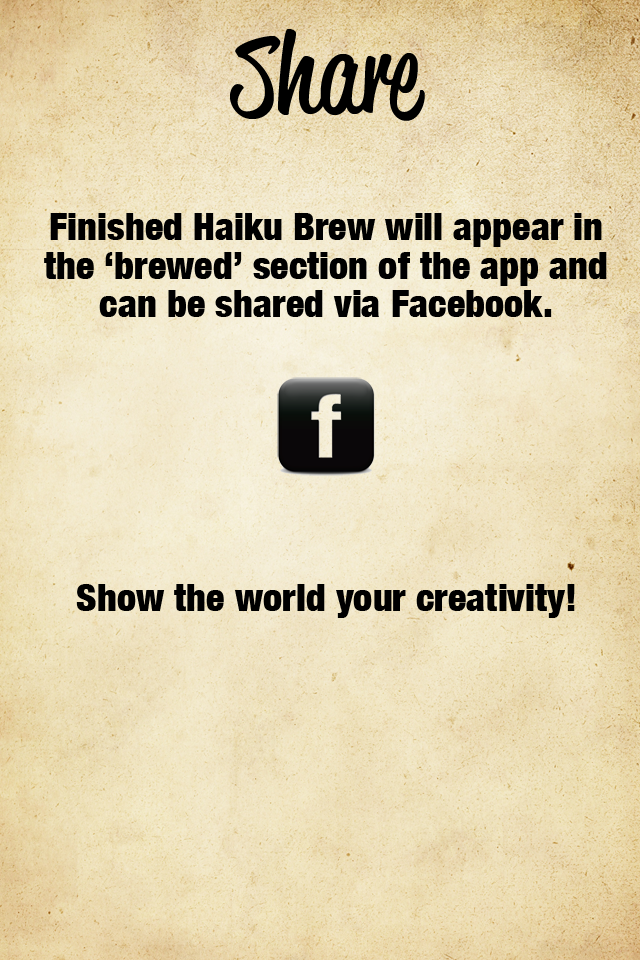 Share
Finished Haiku Brew will appear in
the ‘brewed’ section of the app and
can be shared via Facebook.
f
Show the world your creativity!